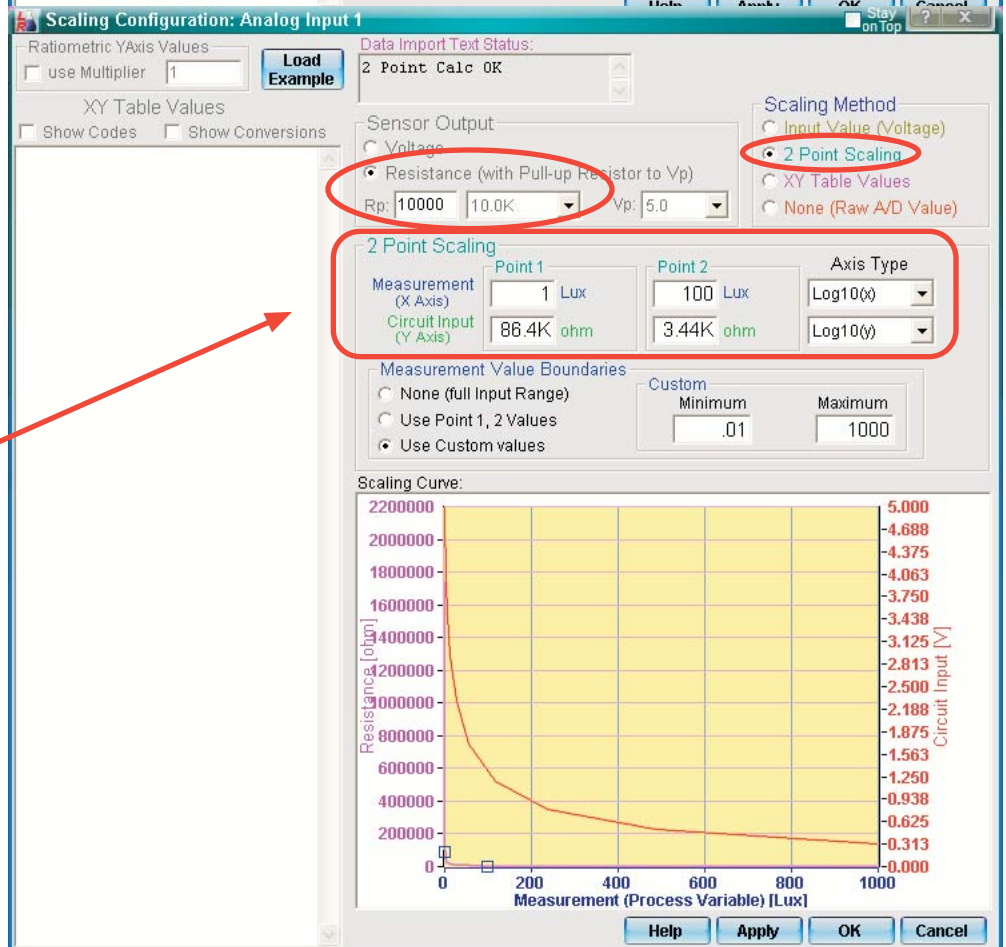 Help Apply OK Cancel
Scaling Configuration: Analog Input 1
Stay on Top
Ratiometric YAxis Values
use Multiplier 1
Load Example
Data Import Text Status:
2 Point Calc OK
XY Table Values
Show Codes Show Conversions
Sensor Output
Voltage
Resistance (with Pull-up Resistor to Vp)
Rp: 10000 10.0K Vp: 5.0
Scaling Method
Input Value (Voltage)
2 Point Scaling
XY Table Values
None (Raw A/D Value)
2 Point Scaling
Point 1 Point 2 Axis Type
Measurement (X Axis) 1 Lux 100 Lux Log10(x)
Circuit Input (Y Axis) 86.4K ohm 3.44K ohm Log10(y)
Measurement Value Boundaries
None (full Input Range)
Use Point 1, 2 Values
Use Custom values
Custom
Minimum Maximum
.01 1000
Scaling Curve:
2200000
2000000
1800000
1600000
1400000
1200000
1000000
800000
600000
400000
200000
0
Resistance [ohm]
5.000
4.688
4.375
4.063
3.750
3.438
3.125
2.813
2.500
2.188
1.875
1.563
1.250
0.938
0.625
0.313
0.000
Circuit Input [V]
0 200 400 600 800 1000
Measurement (Process Variable) [Lux]
Help Apply OK Cancel